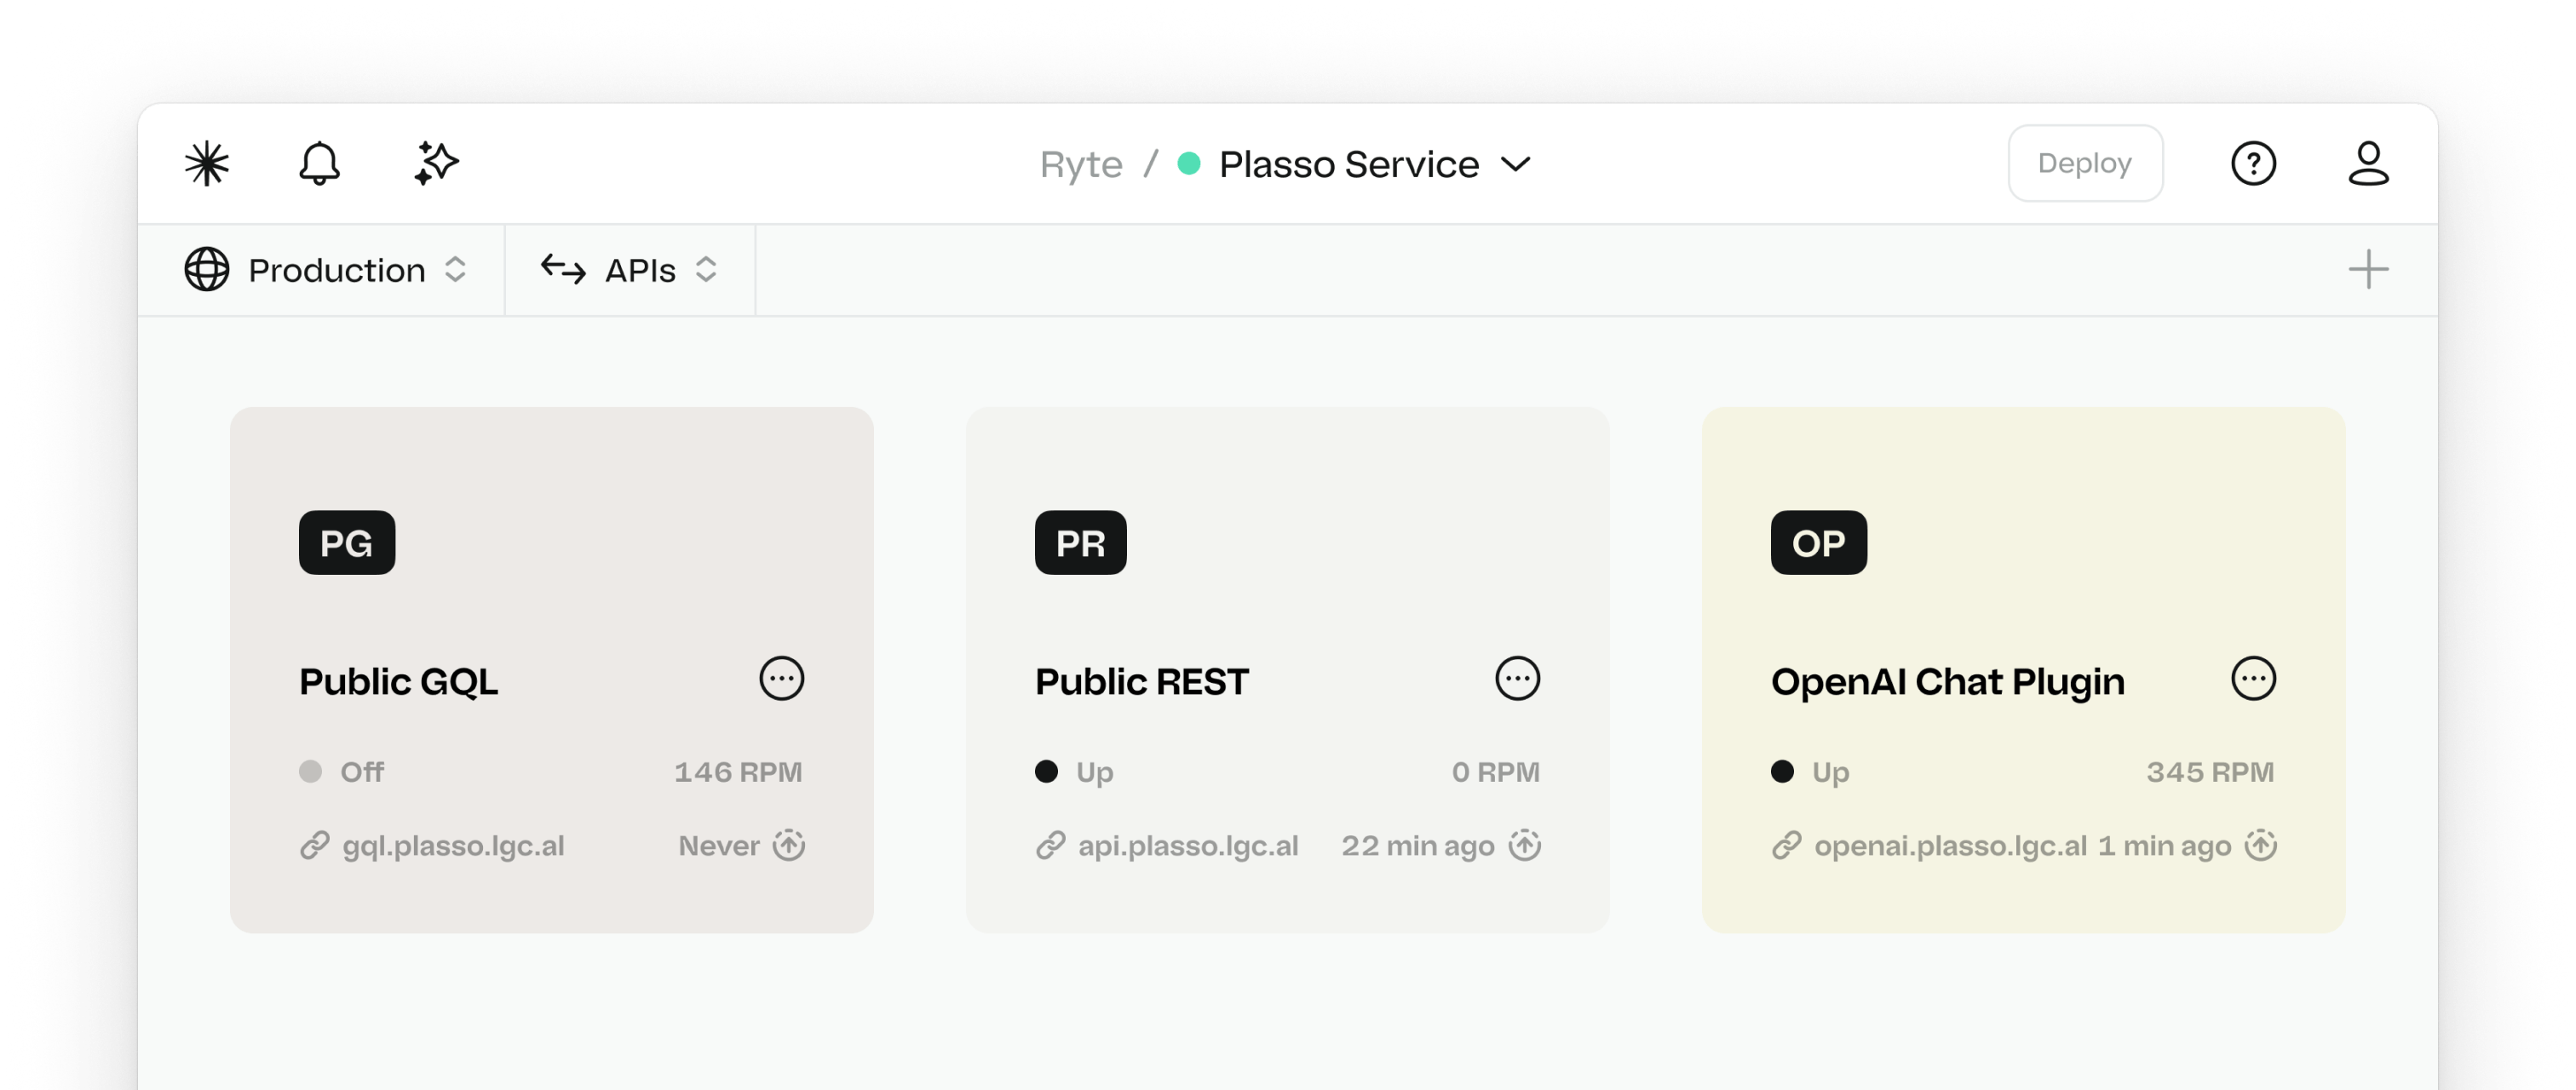 Ryte / Plasso Service
Deploy
Production
APIs
PG
Public GQL
Off
146 RPM
gql.plasso.lgc.al
Never
PR
Public REST
Up
0 RPM
api.plasso.lgc.al
22 min ago
OP
OpenAI Chat Plugin
Up
345 RPM
openai.plasso.lgc.al
1 min ago